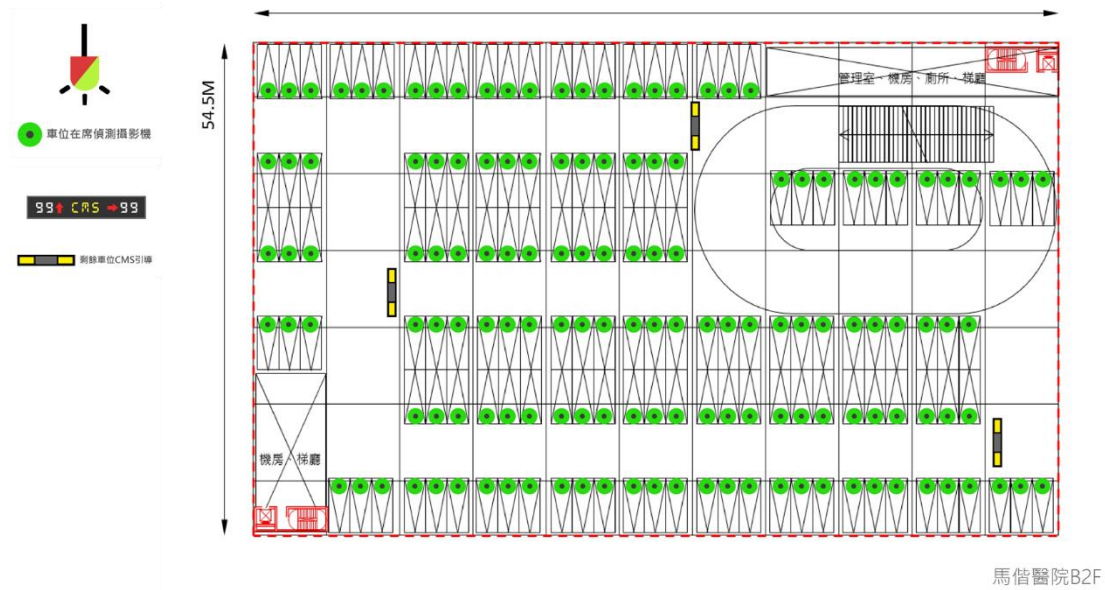 54.5M
管理室、機房、廁所、梯廳
車位在席偵測攝影機
99↑ CMS →99
剩餘車位CMS引導
機房、梯廳
馬偕醫院B2F